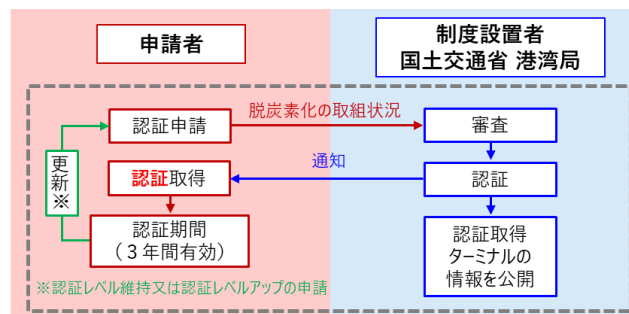 申請者
制度設置者
国土交通省 港湾局
認証申請
脱炭素化の取組状況
審査
通知
認証取得
認証
更新※
認証期間
（３年間有効）
認証取得
ターミナルの
情報を公開
※認証レベル維持又は認証レベルアップの申請